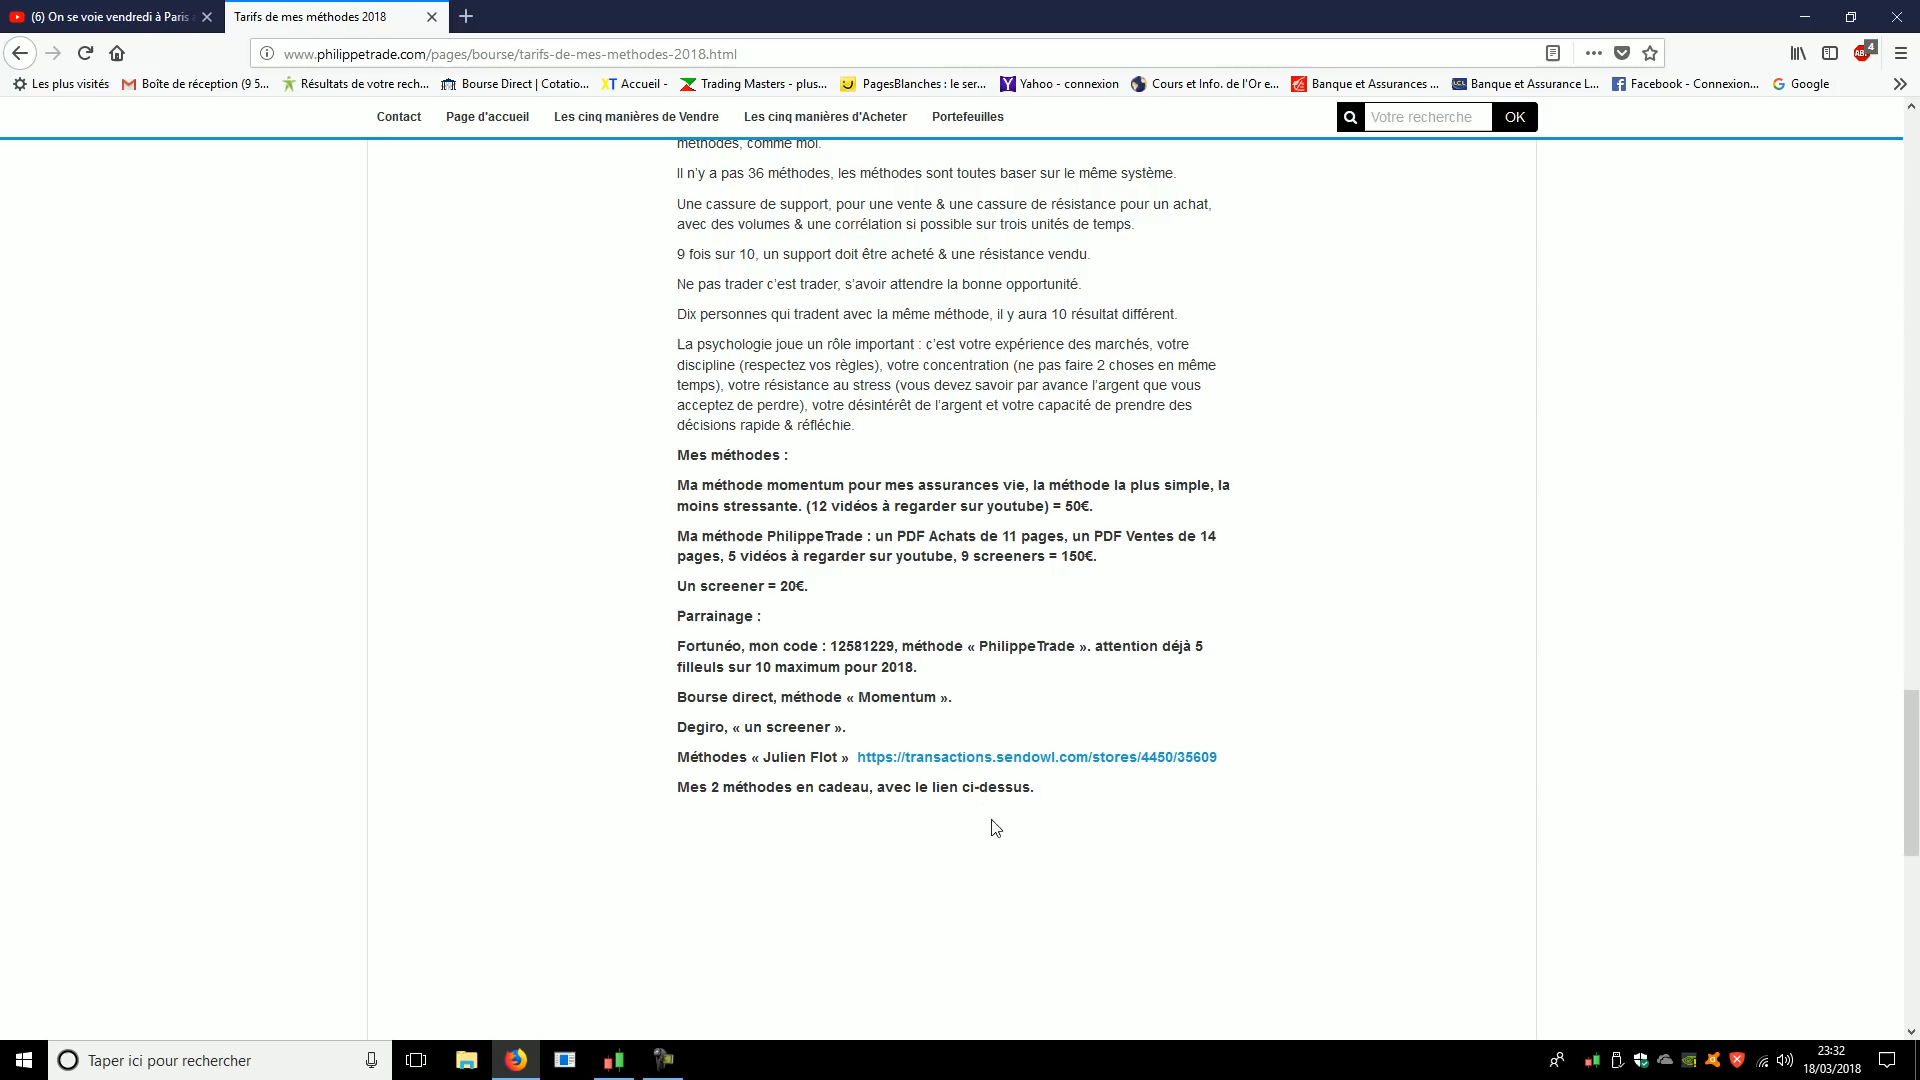 (6) On se voie vendredi à Paris
Tarifs de mes méthodes 2018
www.philippetrade.com/pages/bourse/tarifs-de-mes-methodes-2018.html
4
Les plus visités
Boîte de réception (9 5...
Résultats de votre rech...
Bourse Direct | Cotatio...
XT Accueil -
Trading Masters - plus...
PagesBlanches : le ser...
Yahoo - connexion
Cours et Info. de l'Or e...
Banque et Assurances ...
Banque et Assurance L...
Facebook - Connexion...
Google
Contact
Page d'accueil
Les cinq manières de Vendre
Les cinq manières d'Acheter
Portefeuilles
Votre recherche
OK
méthodes, comme moi.
Il n'y a pas 36 méthodes, les méthodes sont toutes baser sur le même système.
Une cassure de support, pour une vente & une cassure de résistance pour un achat,
avec des volumes & une corrélation si possible sur trois unités de temps.
9 fois sur 10, un support doit être acheté & une résistance vendu.
Ne pas trader c'est trader, s'avoir attendre la bonne opportunité.
Dix personnes qui tradent avec la même méthode, il y aura 10 résultat différent.
La psychologie joue un rôle important : c'est votre expérience des marchés, votre
discipline (respectez vos règles), votre concentration (ne pas faire 2 choses en même
temps), votre résistance au stress (vous devez savoir par avance l'argent que vous
acceptez de perdre), votre désintérêt de l'argent et votre capacité de prendre des
décisions rapide & réfléchie.
Mes méthodes :
Ma méthode momentum pour mes assurances vie, la méthode la plus simple, la
moins stressante. (12 vidéos à regarder sur youtube) = 50€.
Ma méthode PhilippeTrade : un PDF Achats de 11 pages, un PDF Ventes de 14
pages, 5 vidéos à regarder sur youtube, 9 screeners = 150€.
Un screener = 20€.
Parrainage :
Fortunéo, mon code : 12581229, méthode « PhilippeTrade ». attention déjà 5
filleuls sur 10 maximum pour 2018.
Bourse direct, méthode « Momentum ».
Degiro, « un screener ».
Méthodes « Julien Flot » https://transactions.sendowl.com/stores/4450/35609
Mes 2 méthodes en cadeau, avec le lien ci-dessus.
Taper ici pour rechercher
23:32
18/03/2018